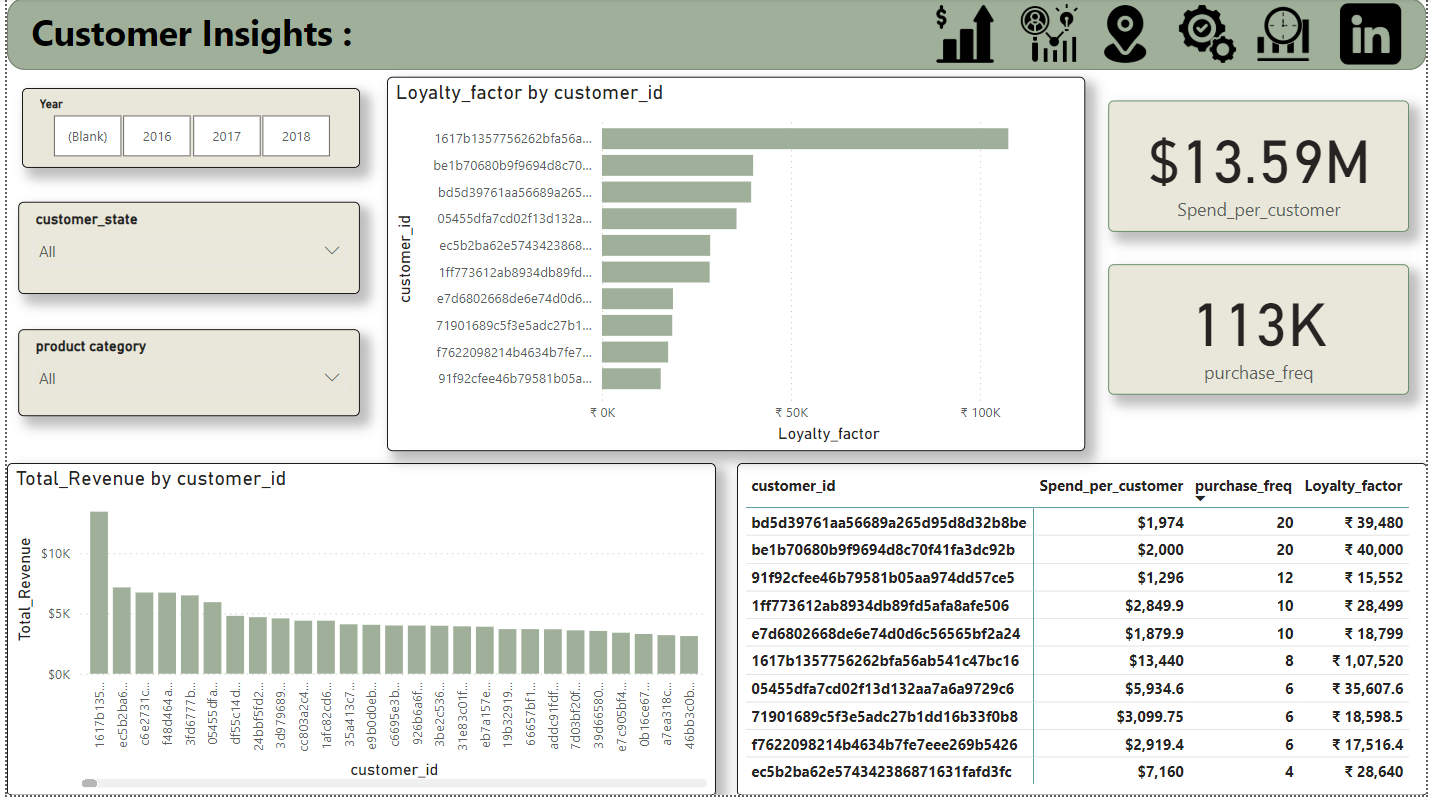 Customer Insights :
$
in
Year
(Blank) 2016 2017 2018
customer_state
All
product category
All
Loyalty_factor by customer_id
customer_id
1617b1357756262bfa56a...
be1b70680b9f9694d8c70...
bd5d39761aa56689a265...
05455dfa7cd02f13d132a...
ec5b2ba62e5743423868...
1ff773612ab8934db89fd...
e7d6802668de6e74d0d6...
71901689c5f3e5adc27b1...
f7622098214b4634b7fe7...
91f92cfee46b79581b05a...
₹ 0K ₹ 50K ₹ 100K
Loyalty_factor
$13.59M
Spend_per_customer
113K
purchase_freq
Total_Revenue by customer_id
Total_Revenue
$10K
$5K
$0K
1617b135...
ec5b2ba6...
c6e2731c...
f48d464a...
3fd6777b...
05455dfa...
df55c14d...
24bbf5fd2...
3d979689...
cc803a2c4...
1afc82cd6...
35a413c7...
e9b0d0eb...
c6695e3b...
926b6a6f...
3be2c536...
31e83c01f...
eb7a157e...
19b32919...
66657bf1...
addc91fdf...
7d03bf20f...
39d66580...
e7c905bf4...
0b16ce67...
a7ea318c...
46bb3c0b...
customer_id
customer_id Spend_per_customer purchase_freq Loyalty_factor
bd5d39761aa56689a265d95d8d32b8be $1,974 20 ₹ 39,480
be1b70680b9f9694d8c70f41fa3dc92b $2,000 20 ₹ 40,000
91f92cfee46b79581b05aa974dd57ce5 $1,296 12 ₹ 15,552
1ff773612ab8934db89fd5afa8afe506 $2,849.9 10 ₹ 28,499
e7d6802668de6e74d0d6c56565bf2a24 $1,879.9 10 ₹ 18,799
1617b1357756262bfa56ab541c47bc16 $13,440 8 ₹ 1,07,520
05455dfa7cd02f13d132aa7a6a9729c6 $5,934.6 6 ₹ 35,607.6
71901689c5f3e5adc27b1dd16b33f0b8 $3,099.75 6 ₹ 18,598.5
f7622098214b4634b7fe7eee269b5426 $2,919.4 6 ₹ 17,516.4
ec5b2ba62e574342386871631fafd3fc $7,160 4 ₹ 28,640